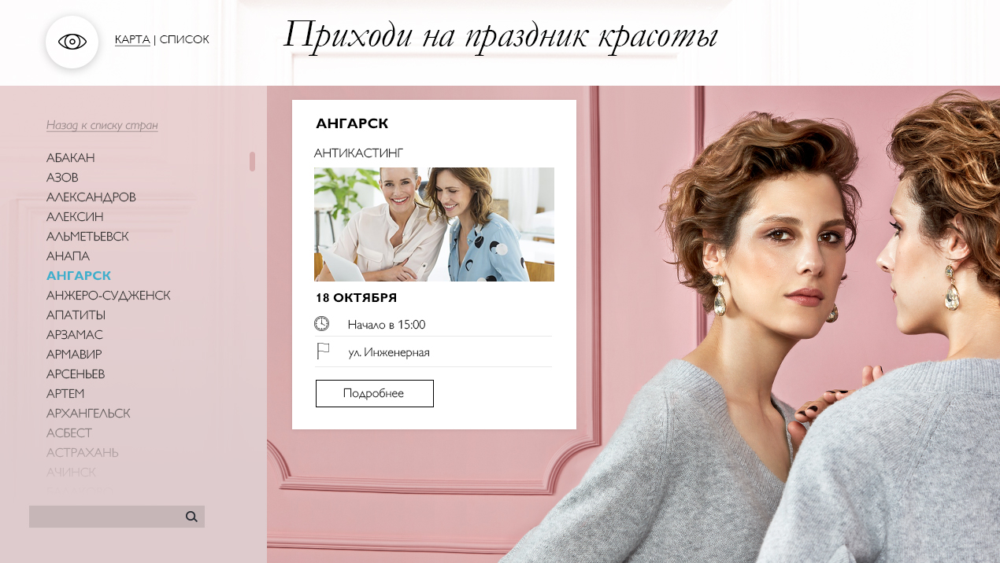 КАРТА | СПИСОК
Приходи на праздник красоты
Назад к списку стран
АБАКАН
АЗОВ
АЛЕКСАНДРОВ
АЛЕКСИН
АЛЬМЕТЬЕВСК
АНАПА
АНГАРСК
АНЖЕРО-СУДЖЕНСК
АПАТИТЫ
АРЗАМАС
АРМАВИР
АРСЕНЬЕВ
АРТЕМ
АРХАНГЕЛЬСК
АСБЕСТ
АСТРАХАНЬ
АЧИНСК
АНГАРСК
АНТИКАСТИНГ
18 ОКТЯБРЯ
Начало в 15:00
ул. Инженерная
Подробнее